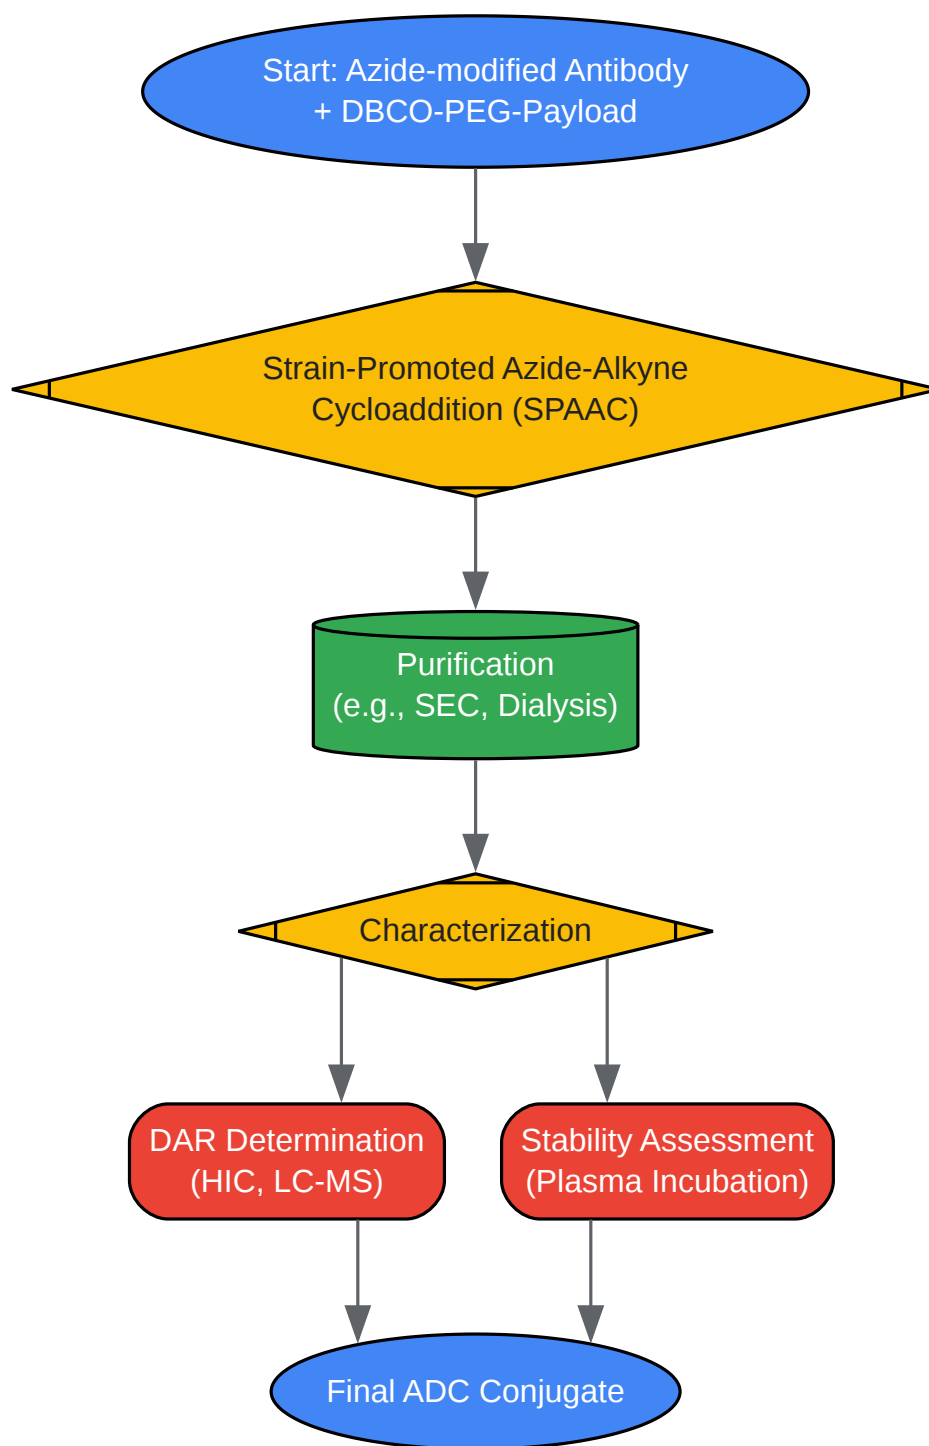 Start: Azide-modified Antibody
+ DBCO-PEG-Payload
Strain-Promoted Azide-Alkyne
Cycloaddition (SPAAC)
Purification
(e.g., SEC, Dialysis)
Characterization
DAR Determination
(HIC, LC-MS)
Stability Assessment
(Plasma Incubation)
Final ADC Conjugate